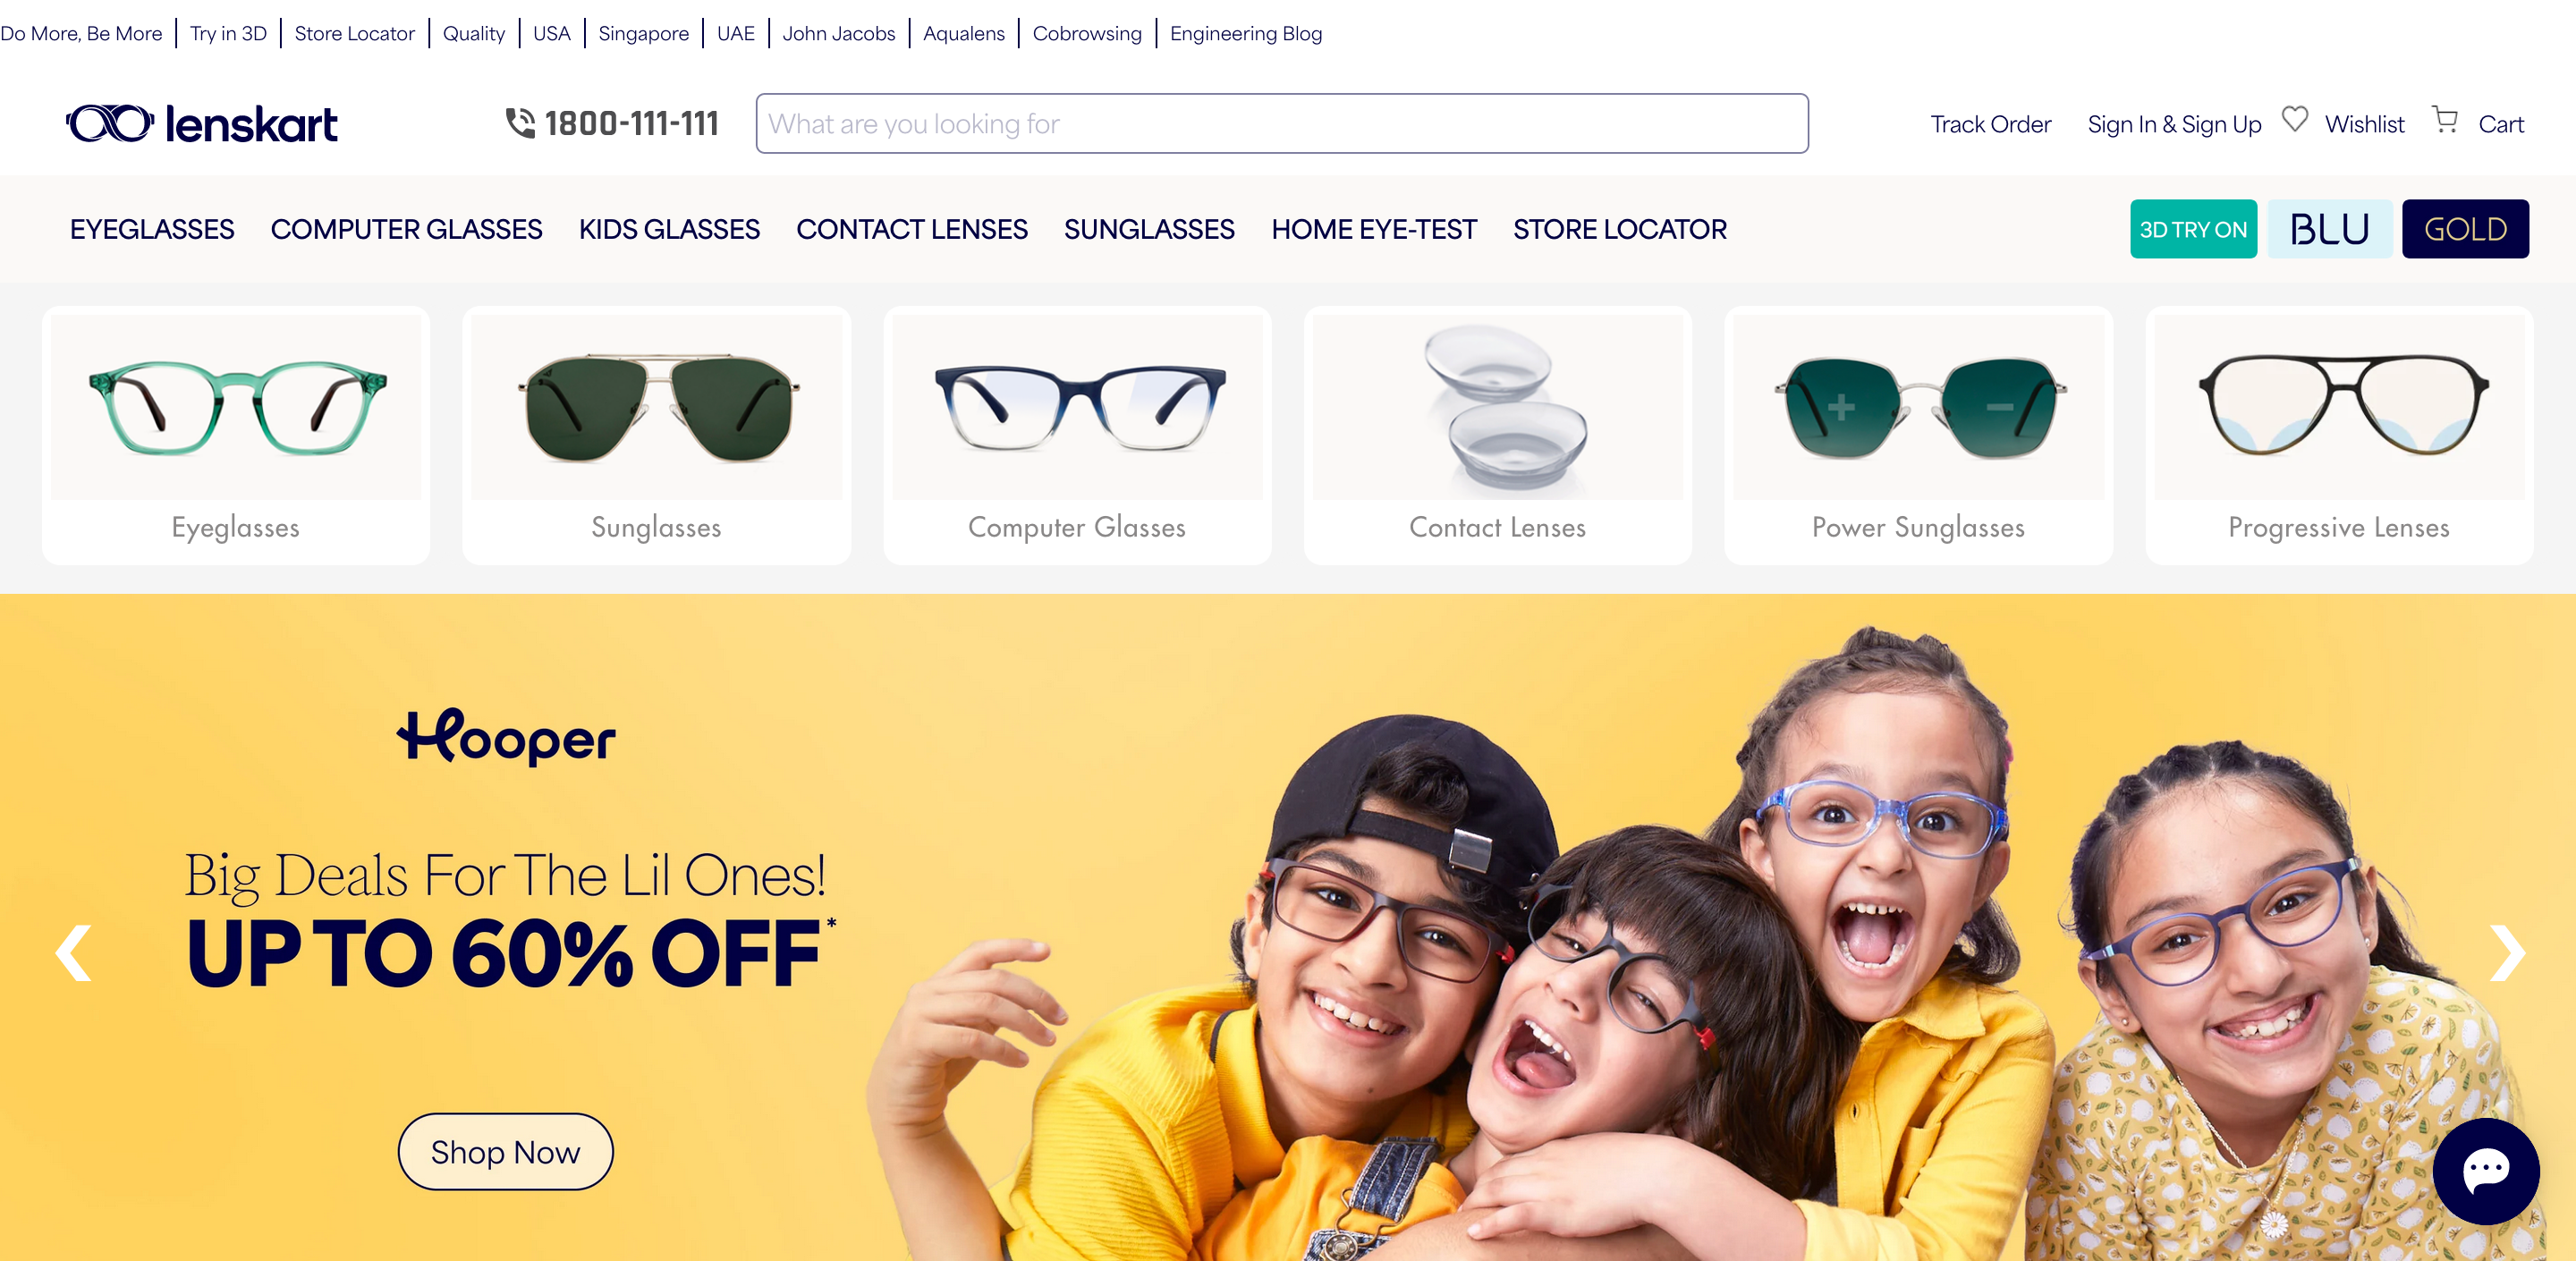 Do More, Be More | Try in 3D | Store Locator | Quality | USA | Singapore | UAE | John Jacobs | Aqualens | Cobrowsing | Engineering Blog
lenskart 1800-111-111 What are you looking for Track Order Sign In & Sign Up Wishlist Cart
EYEGLASSES COMPUTER GLASSES KIDS GLASSES CONTACT LENSES SUNGLASSES HOME EYE-TEST STORE LOCATOR 3D TRY ON BLU GOLD
Eyeglasses Sunglasses Computer Glasses Contact Lenses Power Sunglasses Progressive Lenses
Hooper
Big Deals For The Lil Ones!
UP TO 60% OFF*
Shop Now